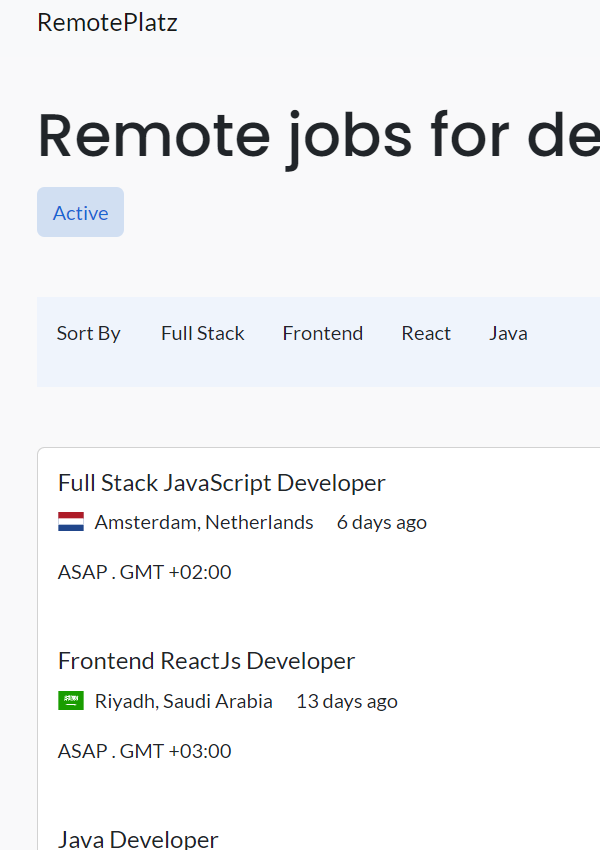 RemotePlatz
Remote jobs for de
Active
Sort By Full Stack Frontend React Java
Full Stack JavaScript Developer
Amsterdam, Netherlands 6 days ago
ASAP . GMT +02:00
Frontend ReactJs Developer
Riyadh, Saudi Arabia 13 days ago
ASAP . GMT +03:00
Java Developer